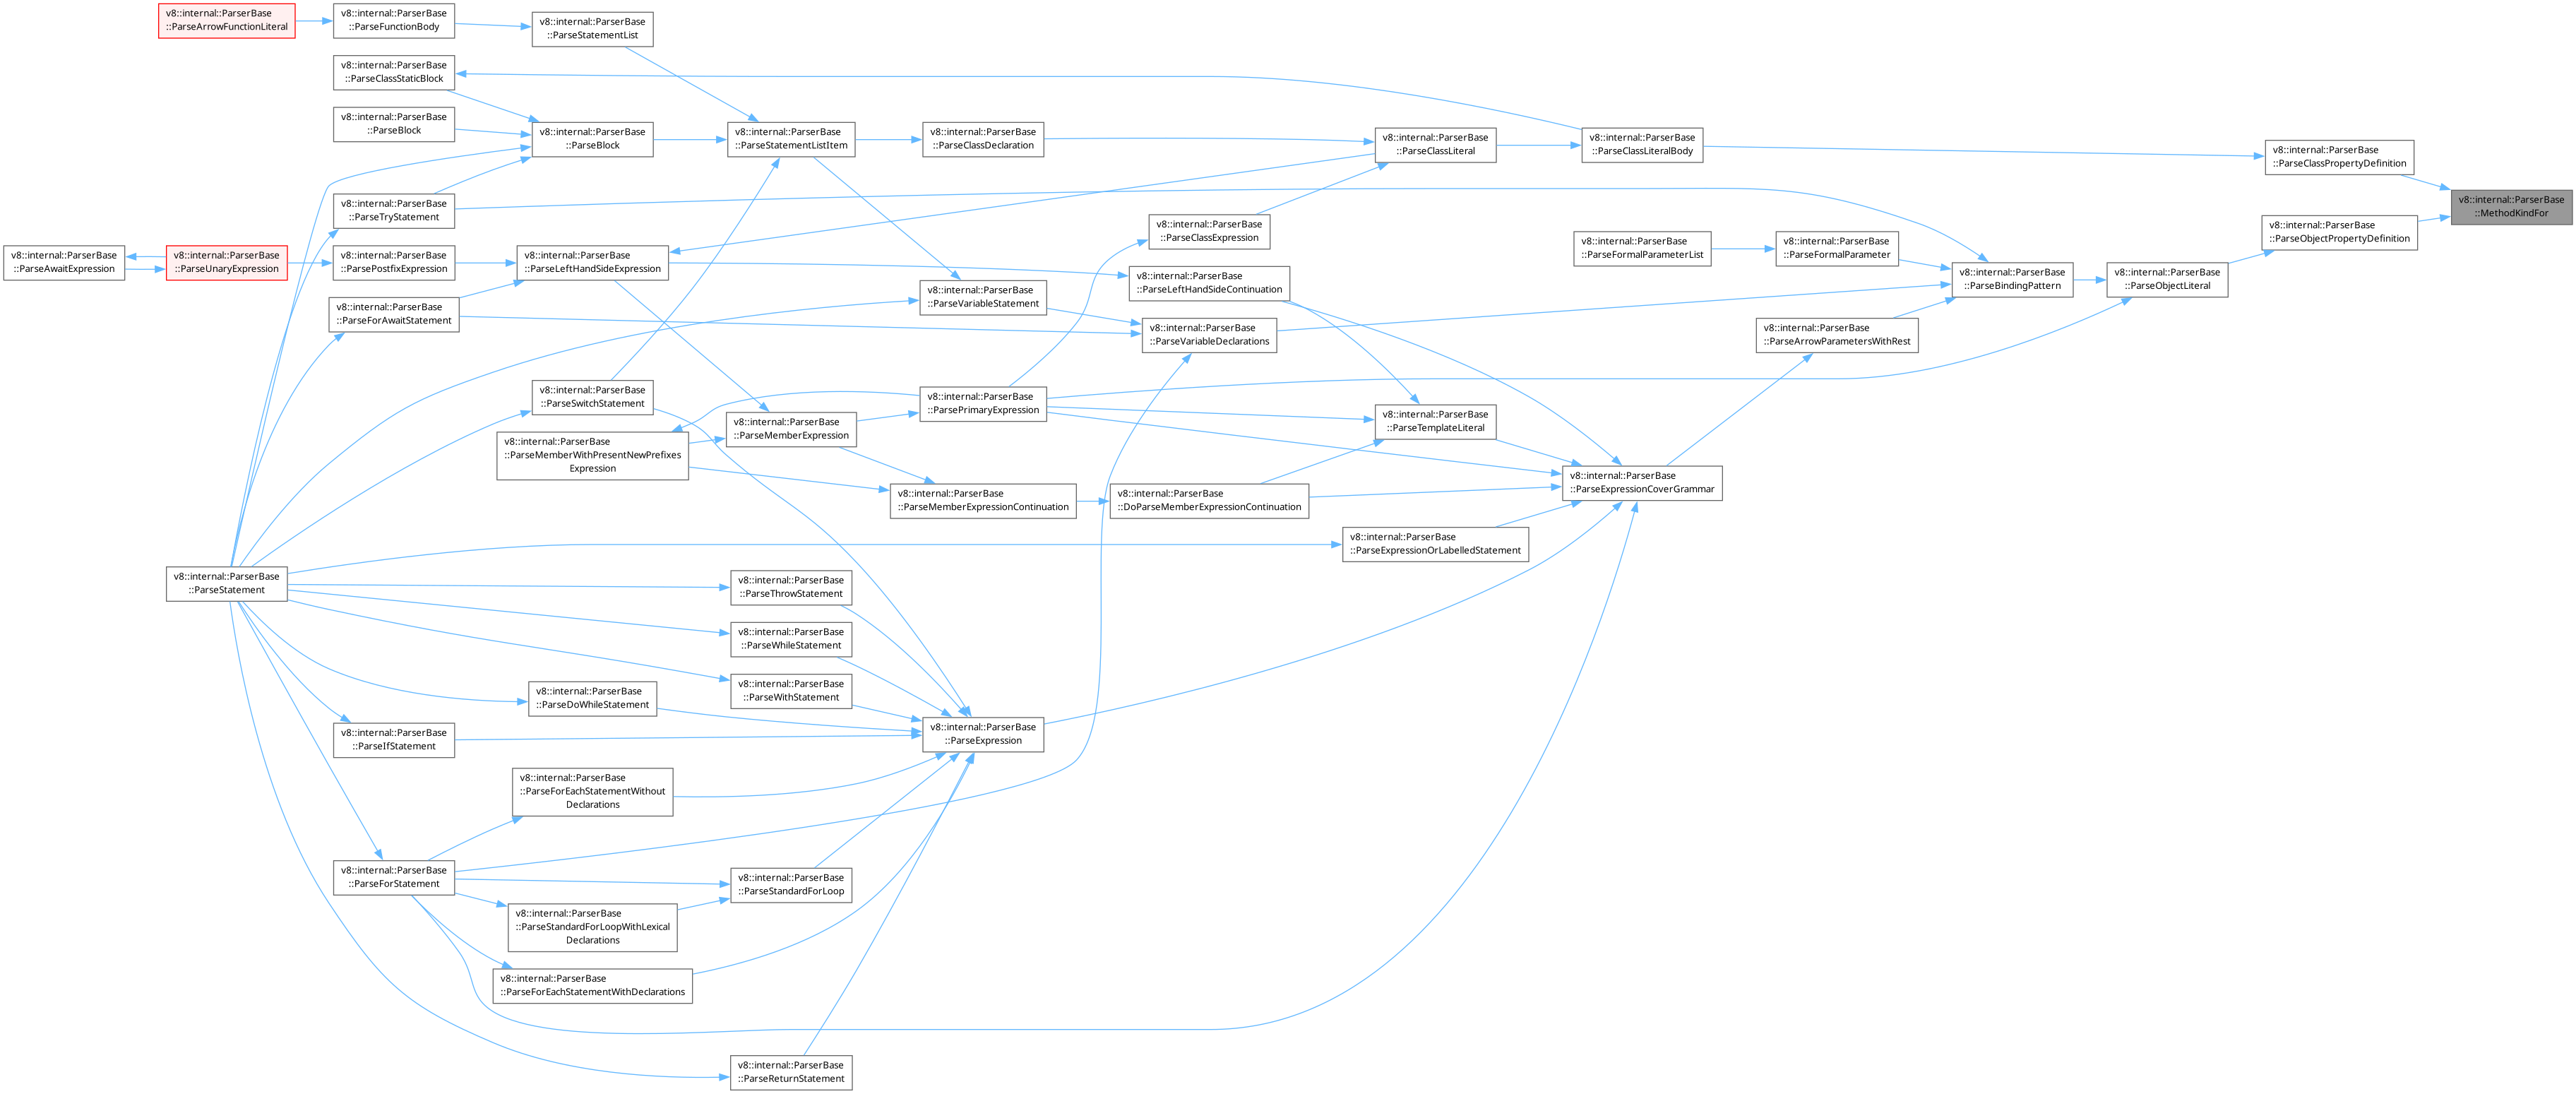 v8::internal::ParserBase
::ParseArrowFunctionLiteral
v8::internal::ParserBase
::ParseFunctionBody
v8::internal::ParserBase
::ParseStatementList
v8::internal::ParserBase
::ParseClassStaticBlock
v8::internal::ParserBase
::ParseBlock
v8::internal::ParserBase
::ParseBlock
v8::internal::ParserBase
::ParseStatementListItem
v8::internal::ParserBase
::ParseClassDeclaration
v8::internal::ParserBase
::ParseClassLiteral
v8::internal::ParserBase
::ParseClassLiteralBody
v8::internal::ParserBase
::ParseClassPropertyDefinition
v8::internal::ParserBase
::MethodKindFor
v8::internal::ParserBase
::ParseTryStatement
v8::internal::ParserBase
::ParseClassExpression
v8::internal::ParserBase
::ParseObjectPropertyDefinition
v8::internal::ParserBase
::ParseAwaitExpression
v8::internal::ParserBase
::ParseUnaryExpression
v8::internal::ParserBase
::ParsePostfixExpression
v8::internal::ParserBase
::ParseLeftHandSideExpression
v8::internal::ParserBase
::ParseFormalParameterList
v8::internal::ParserBase
::ParseFormalParameter
v8::internal::ParserBase
::ParseLeftHandSideContinuation
v8::internal::ParserBase
::ParseBindingPattern
v8::internal::ParserBase
::ParseObjectLiteral
v8::internal::ParserBase
::ParseVariableStatement
v8::internal::ParserBase
::ParseForAwaitStatement
v8::internal::ParserBase
::ParseVariableDeclarations
v8::internal::ParserBase
::ParseArrowParametersWithRest
v8::internal::ParserBase
::ParseSwitchStatement
v8::internal::ParserBase
::ParsePrimaryExpression
v8::internal::ParserBase
::ParseMemberExpression
v8::internal::ParserBase
::ParseTemplateLiteral
v8::internal::ParserBase
::ParseMemberWithPresentNewPrefixes
Expression
v8::internal::ParserBase
::ParseExpressionCoverGrammar
v8::internal::ParserBase
::ParseMemberExpressionContinuation
v8::internal::ParserBase
::DoParseMemberExpressionContinuation
v8::internal::ParserBase
::ParseExpressionOrLabelledStatement
v8::internal::ParserBase
::ParseStatement
v8::internal::ParserBase
::ParseThrowStatement
v8::internal::ParserBase
::ParseWhileStatement
v8::internal::ParserBase
::ParseWithStatement
v8::internal::ParserBase
::ParseDoWhileStatement
v8::internal::ParserBase
::ParseIfStatement
v8::internal::ParserBase
::ParseExpression
v8::internal::ParserBase
::ParseForEachStatementWithout
Declarations
v8::internal::ParserBase
::ParseForStatement
v8::internal::ParserBase
::ParseStandardForLoop
v8::internal::ParserBase
::ParseStandardForLoopWithLexical
Declarations
v8::internal::ParserBase
::ParseForEachStatementWithDeclarations
v8::internal::ParserBase
::ParseReturnStatement